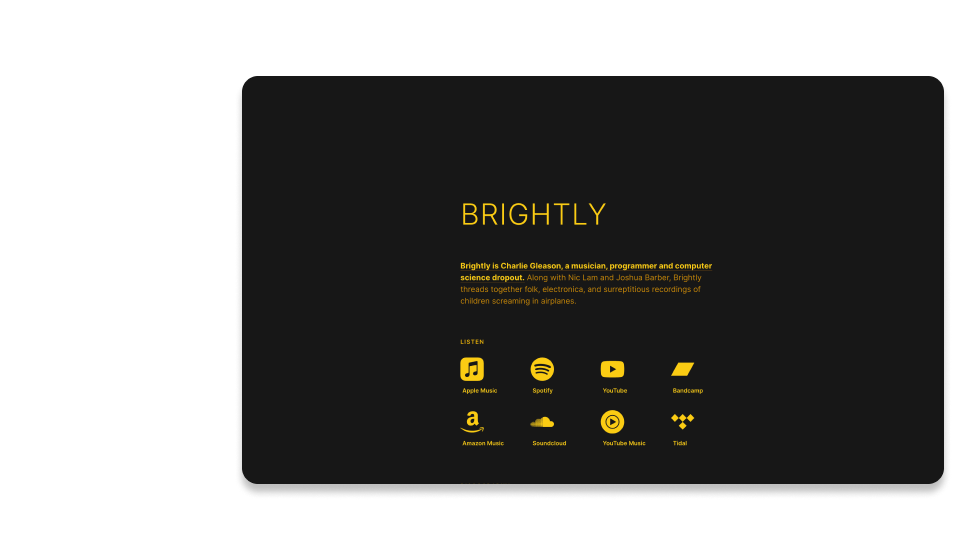 BRIGHTLY
Brightly is Charlie Gleason, a musician, programmer and computer
science dropout. Along with Nic Lam and Joshua Barber, Brightly
threads together folk, electronica, and surreptitious recordings of
children screaming in airplanes.
LISTEN
Apple Music Spotify YouTube Bandcamp
Amazon Music Soundcloud YouTube Music Tidal